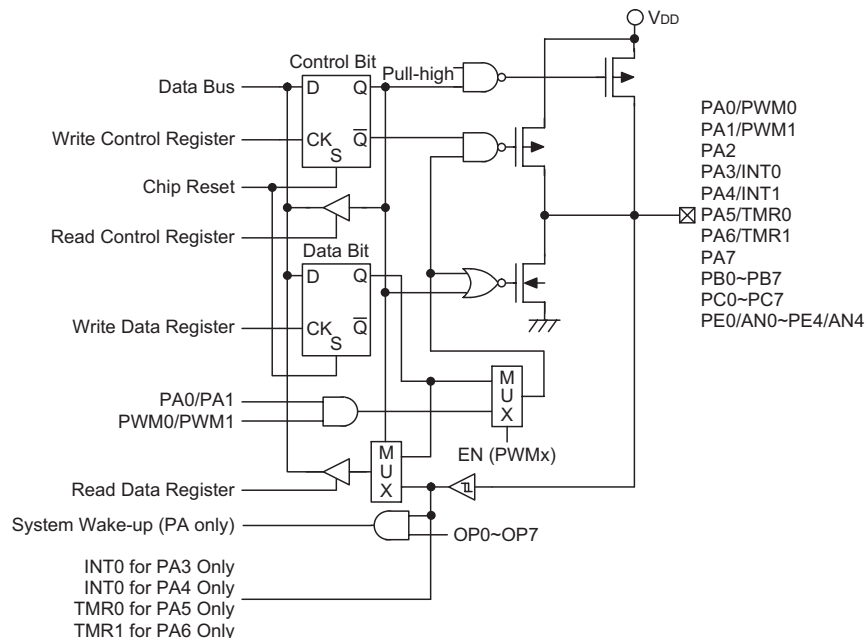 VDD
Control Bit
Pull-high
Data Bus
D
Q
Write Control Register
CK
Q
S
Chip Reset
Read Control Register
Data Bit
D
Q
Write Data Register
CK
Q
S
PA0/PA1
PWM0/PWM1
M
U
X
EN (PWMx)
M
U
X
Read Data Register
System Wake-up (PA only)
OP0~OP7
INT0 for PA3 Only
INT0 for PA4 Only
TMR0 for PA5 Only
TMR1 for PA6 Only
PA0/PWM0
PA1/PWM1
PA2
PA3/INT0
PA4/INT1
PA5/TMR0
PA6/TMR1
PA7
PB0~PB7
PC0~PC7
PE0/AN0~PE4/AN4